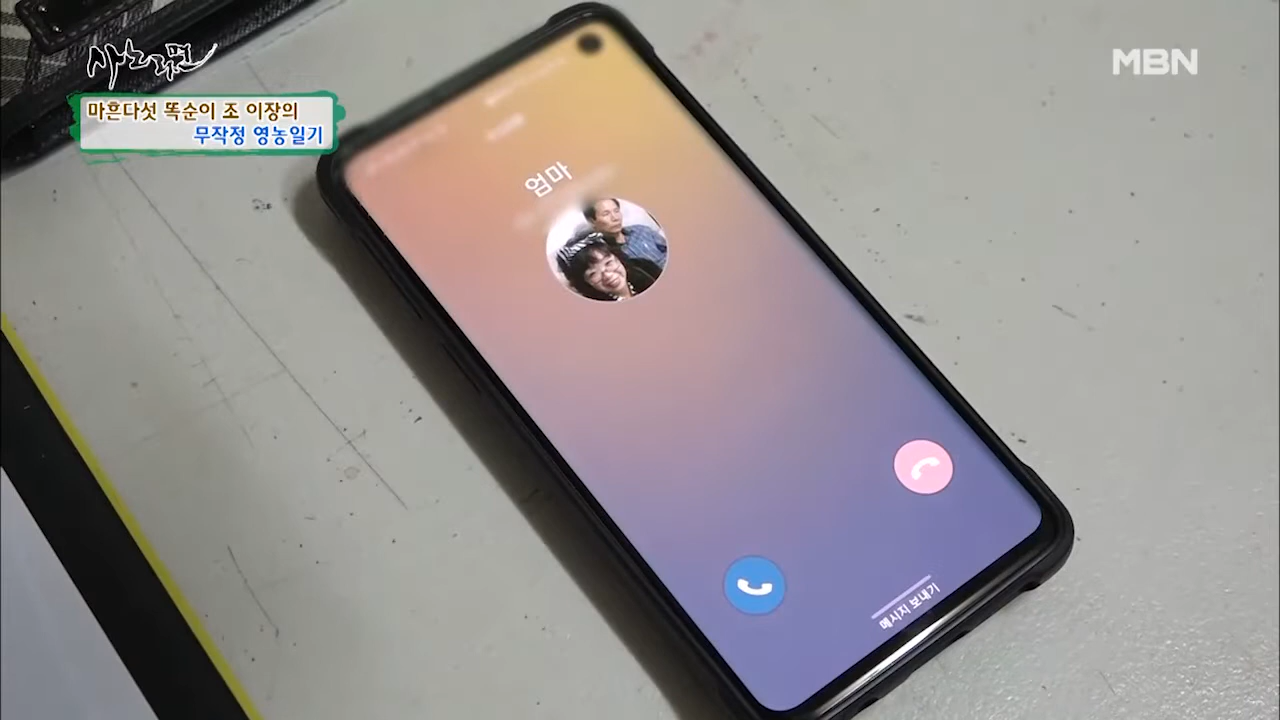 사노라면
MBN
마흔다섯 똑순이 조 이장의
무작정 영농일기
엄마
메시지 보내기